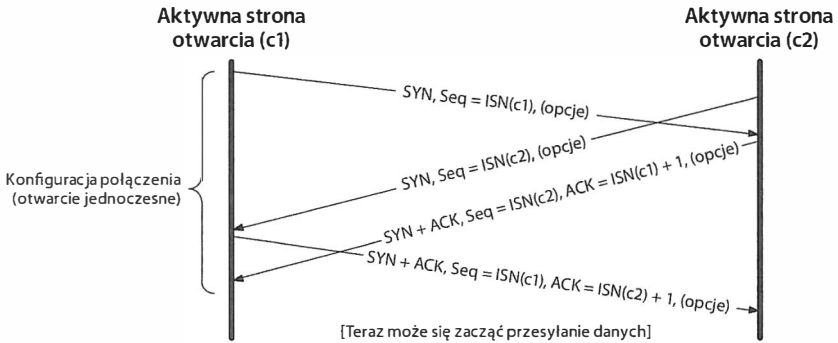 Aktywna strona
otwarcia (c1)
Aktywna strona
otwarcia (c2)
SYN, Seq = ISN(c1), (opcje)
SYN, Seq = ISN(c2), (opcje)
Konfiguracja połączenia
(otwarcie jednoczesne)
SYN + ACK, Seq = ISN(c2), ACK = ISN(c1) + 1, (opcje)
SYN + ACK, Seq = ISN(c1), ACK = ISN(c2) + 1, (opcje)
[Teraz może się zacząć przesyłanie danych]